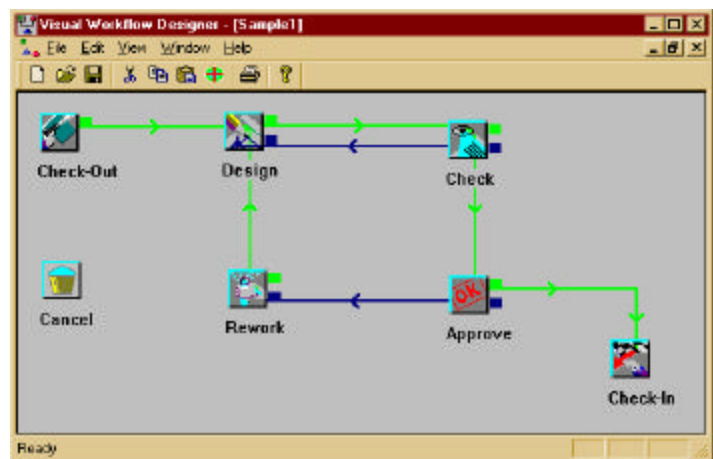 Visual Workflow Designer - [Sample1]
File Edit View Window Help
Check-Out
Design
Check
Cancel
Rework
OK
Approve
Check-In
Ready